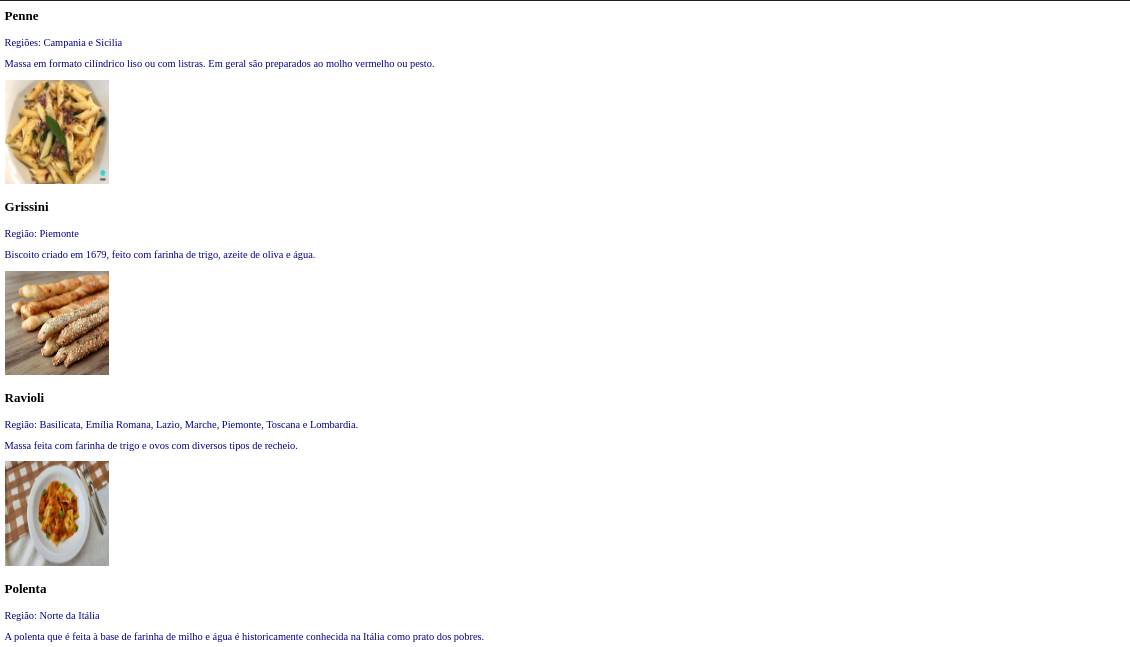 Penne
Regiões: Campania e Sicilia
Massa em formato cilíndrico liso ou com listras. Em geral são preparados ao molho vermelho ou pesto.
Grissini
Região: Piemonte
Biscoito criado em 1679, feito com farinha de trigo, azeite de oliva e água.
Ravioli
Região: Basilicata, Emília Romana, Lazio, Marche, Piemonte, Toscana e Lombardia.
Massa feita com farinha de trigo e ovos com diversos tipos de recheio.
Polenta
Região: Norte da Itália
A polenta que é feita à base de farinha de milho e água é historicamente conhecida na Itália como prato dos pobres.